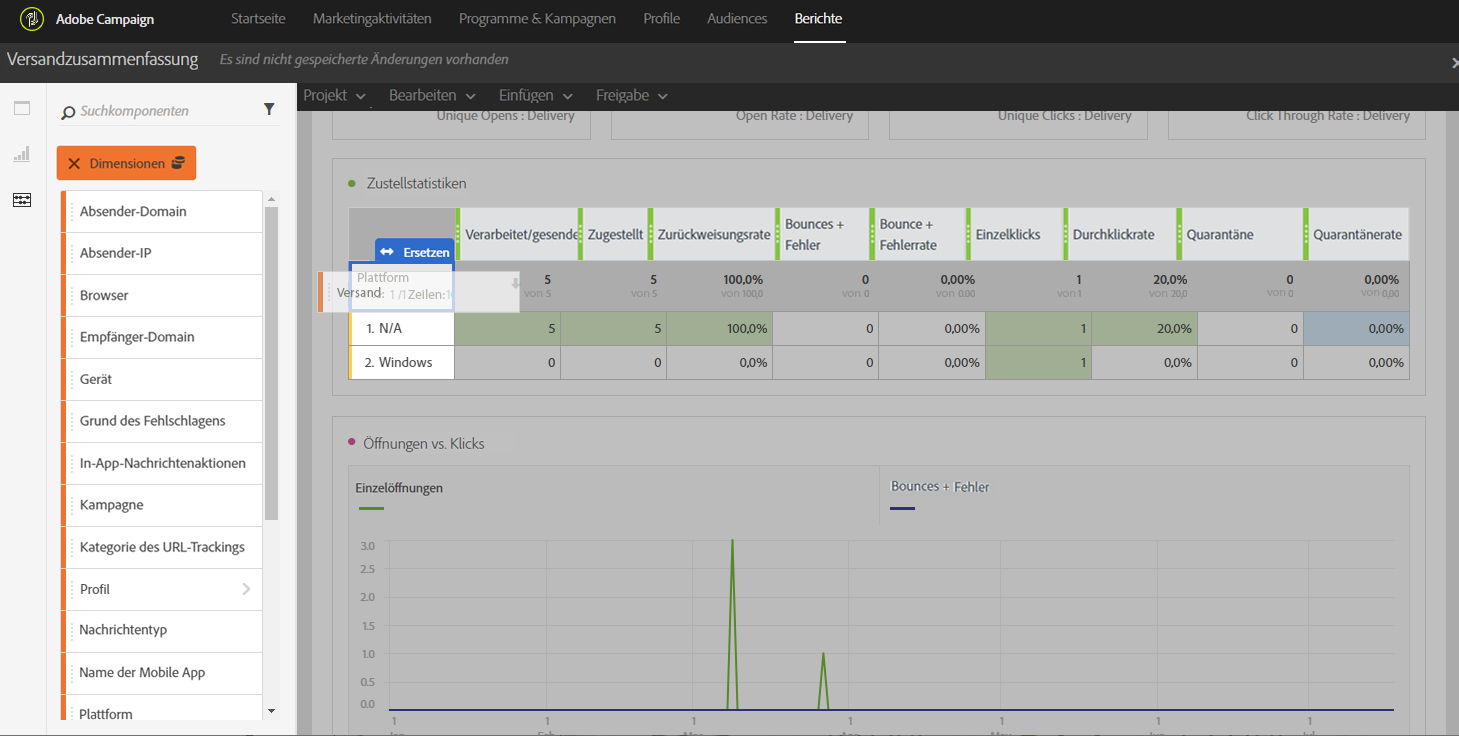 Adobe Campaign Startseite Marketingaktivitäten Programme & Kampagnen Profile Audiences Berichte
Versandzusammenfassung Es sind nicht gespeicherte Änderungen vorhanden
Projekt Bearbeiten Einfügen Freigabe
Suchkomponenten
Dimensionen
Absender-Domain
Absender-IP
Browser
Empfänger-Domain
Gerät
Grund des Fehlschlagens
In-App-Nachrichtenaktionen
Kampagne
Kategorie des URL-Trackings
Profil
Nachrichtentyp
Name der Mobile App
Plattform
Unique Opens : Delivery Open Rate : Delivery Unique Clicks : Delivery Click Through Rate : Delivery
Zustellstatistiken
Verarbeitet/gesende Zugestellt Zurückweisungsrate Bounces + Fehler Bounce + Fehlerrate Einzelklicks Durchklickrate Quarantäne Quarantänerate
Ersetzen
Plattform 5 5 100,0% 0 0,00% 1 20,0% 0 0,00%
Versand 1 /1 Zeilen: von 5 von 5 von 100,0 von 0 von 0.00 von 1 von 20,0 von 0 von 0,00
1. N/A 5 5 100,0% 0 0,00% 1 20,0% 0 0,00%
2. Windows 0 0 0,0% 0 0,00% 1 0,0% 0 0,00%
Öffnungen vs. Klicks
Einzelöffnungen Bounces + Fehler
3.0
2.5
2.0
1.5
1.0
0.5
0.0
1 1 1 1 1 1 1